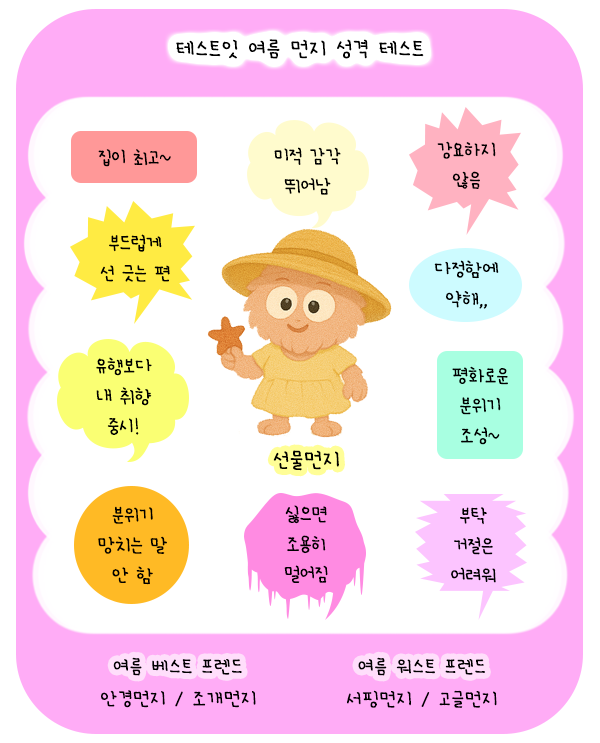 테스트잇 여름 먼지 성격 테스트
집이 최고~
미적 감각
뛰어남
강요하지
않음
부드럽게
선 긋는 편
다정함에
약해,,
유행보다
내 취향
중시!
평화로운
분위기
조성~
선물먼지
분위기
망치는 말
안 함
싫으면
조용히
멀어짐
부탁
거절은
어려워
여름 베스트 프렌드
안경먼지 / 조개먼지
여름 워스트 프렌드
서핑먼지 / 고글먼지